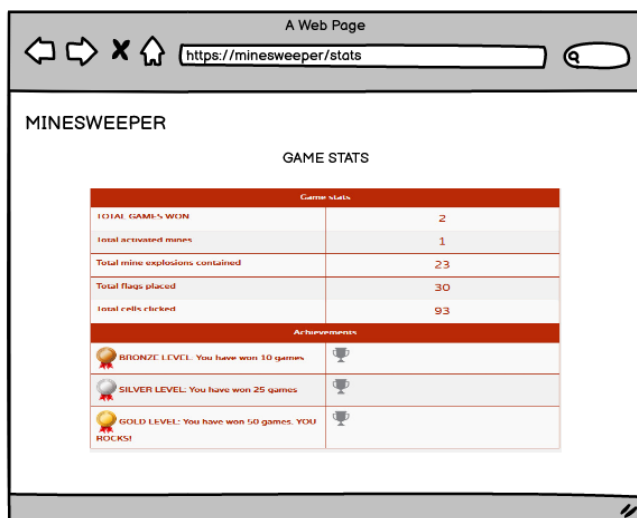 A Web Page
https://minesweeper/stats
MINESWEEPER
GAME STATS
Game stats
TOTAL GAMES WON 2
Total activated mines 1
Total mine explosions contained 23
Total flags placed 30
Total cells clicked 93
Achievements
BRONZE LEVEL: You have won 10 games
SILVER LEVEL: You have won 25 games
GOLD LEVEL: You have won 50 games. YOU
ROCKS!